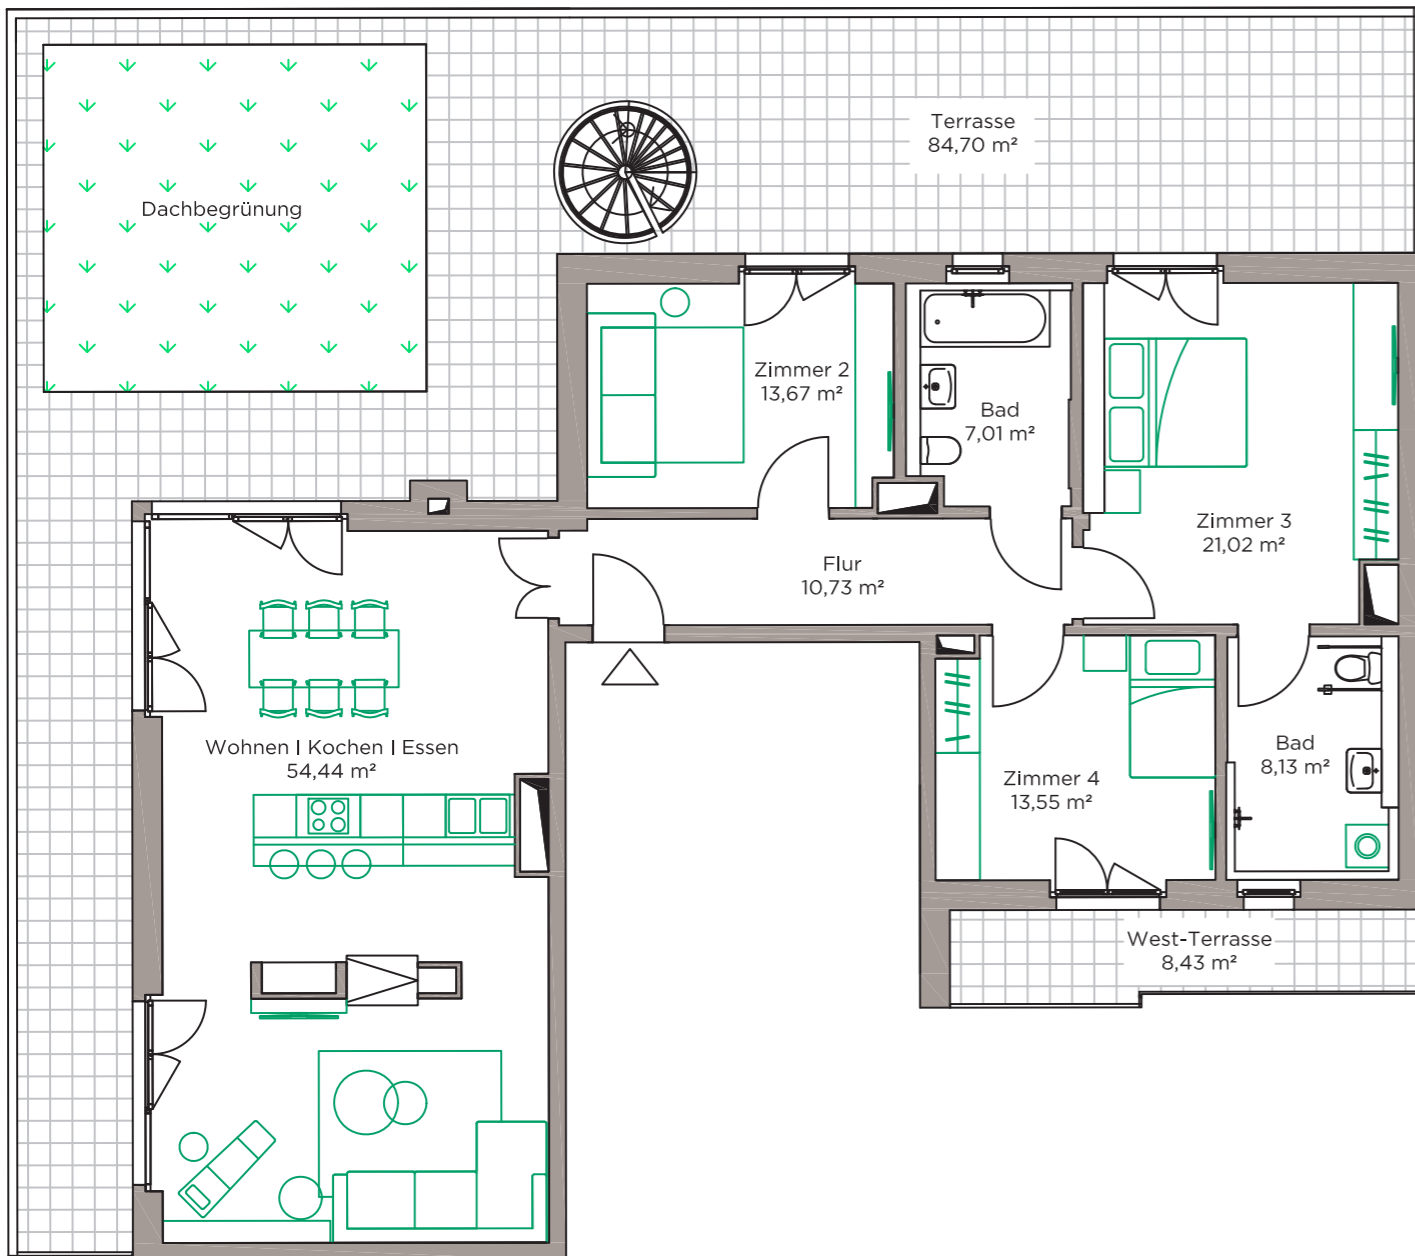 Terrasse
84,70 m²
Dachbegrünung
Zimmer 2
13,67 m²
Bad
7,01 m²
Zimmer 3
21,02 m²
Flur
10,73 m²
Wohnen I Kochen I Essen
54,44 m²
Zimmer 4
13,55 m²
Bad
8,13 m²
West-Terrasse
8,43 m²